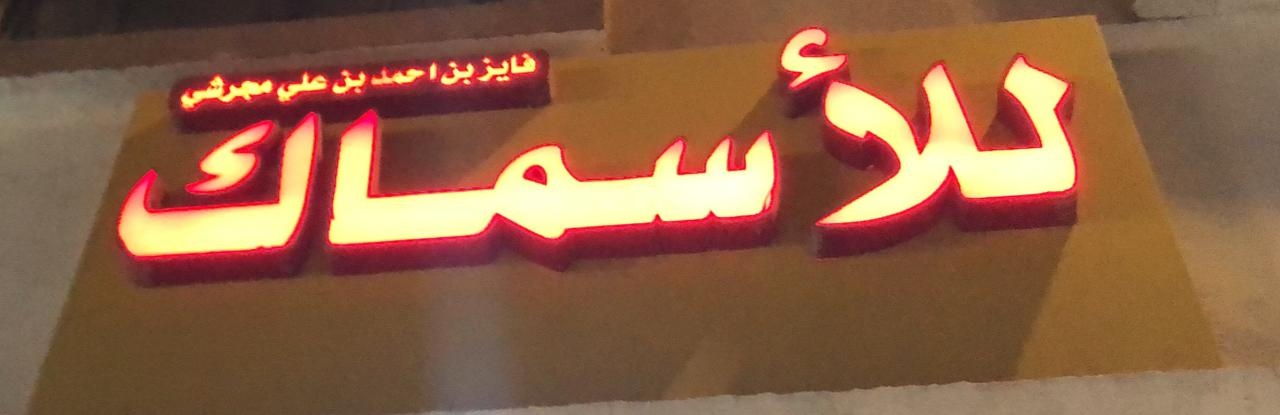 فايز بن احمد بن علي مجرشي
للأسماك